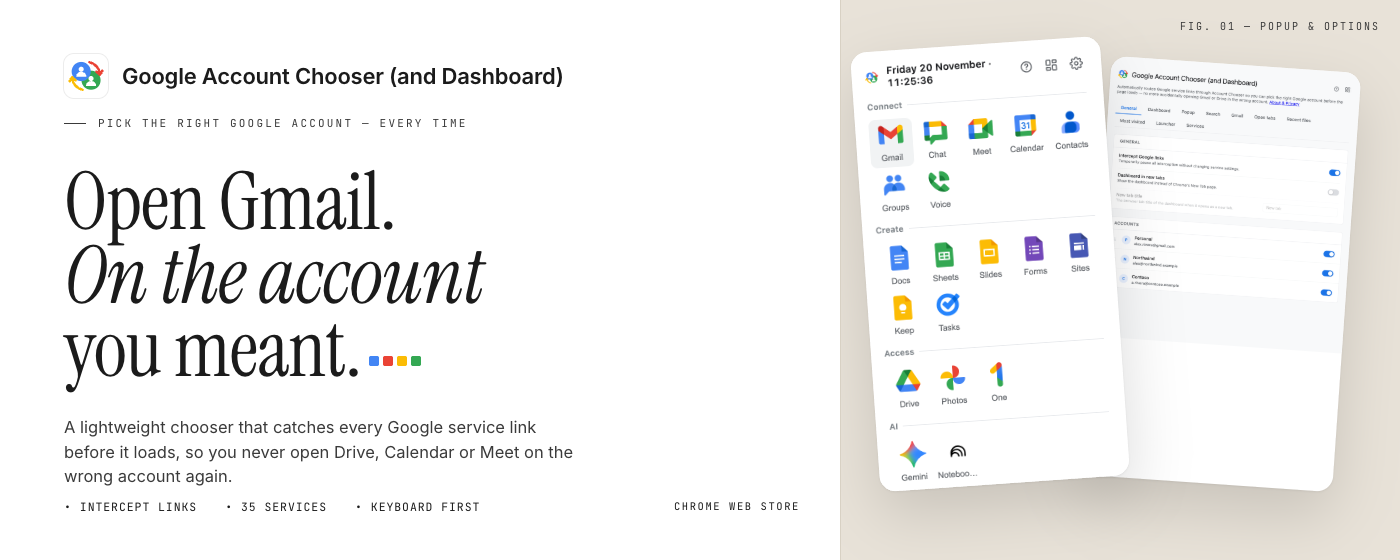 Google Account Chooser (and Dashboard)
PICK THE RIGHT GOOGLE ACCOUNT — EVERY TIME
Open Gmail.
On the account
you meant.
A lightweight chooser that catches every Google service link
before it loads, so you never open Drive, Calendar or Meet on the
wrong account again.
• INTERCEPT LINKS • 35 SERVICES • KEYBOARD FIRST
CHROME WEB STORE
FIG. 01 — POPUP & OPTIONS
Friday 20 November ·
11:25:36
Connect
Gmail Chat Meet Calendar Contacts
Groups Voice
Create
Docs Sheets Slides Forms Sites
Keep Tasks
Access
Drive Photos One
AI
Gemini Noteboo...
Google Account Chooser (and Dashboard)
About & Privacy
General Dashboard Popup Search Gmail Open tabs Recent files
Most visited Launcher Services
GENERAL
Intercept Google links
Dashboard in new tabs
ACCOUNTS
Personal
Northwind
Contoso